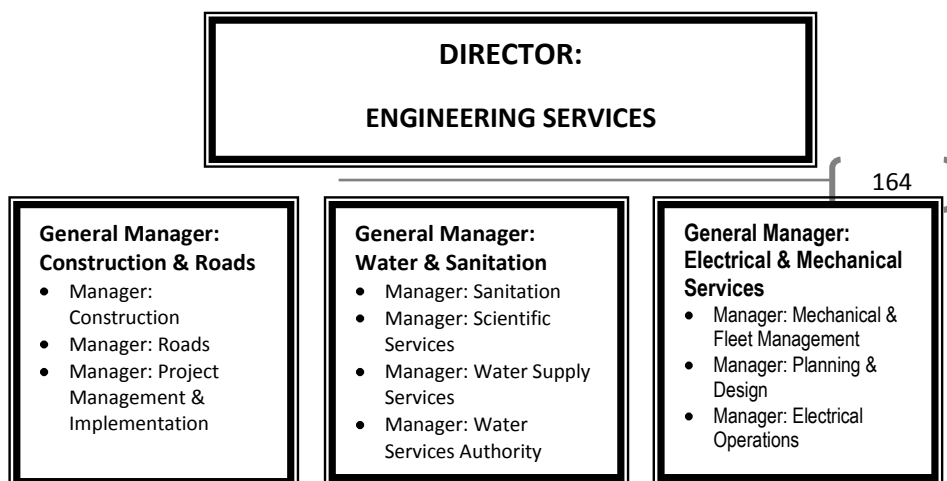 DIRECTOR:
ENGINEERING SERVICES
164
General Manager:
Construction & Roads
• Manager:
Construction
• Manager: Roads
• Manager: Project
Management &
Implementation
General Manager:
Water & Sanitation
• Manager: Sanitation
• Manager: Scientific
Services
• Manager: Water Supply
Services
• Manager: Water
Services Authority
General Manager:
Electrical & Mechanical
Services
• Manager: Mechanical &
Fleet Management
• Manager: Planning &
Design
• Manager: Electrical
Operations